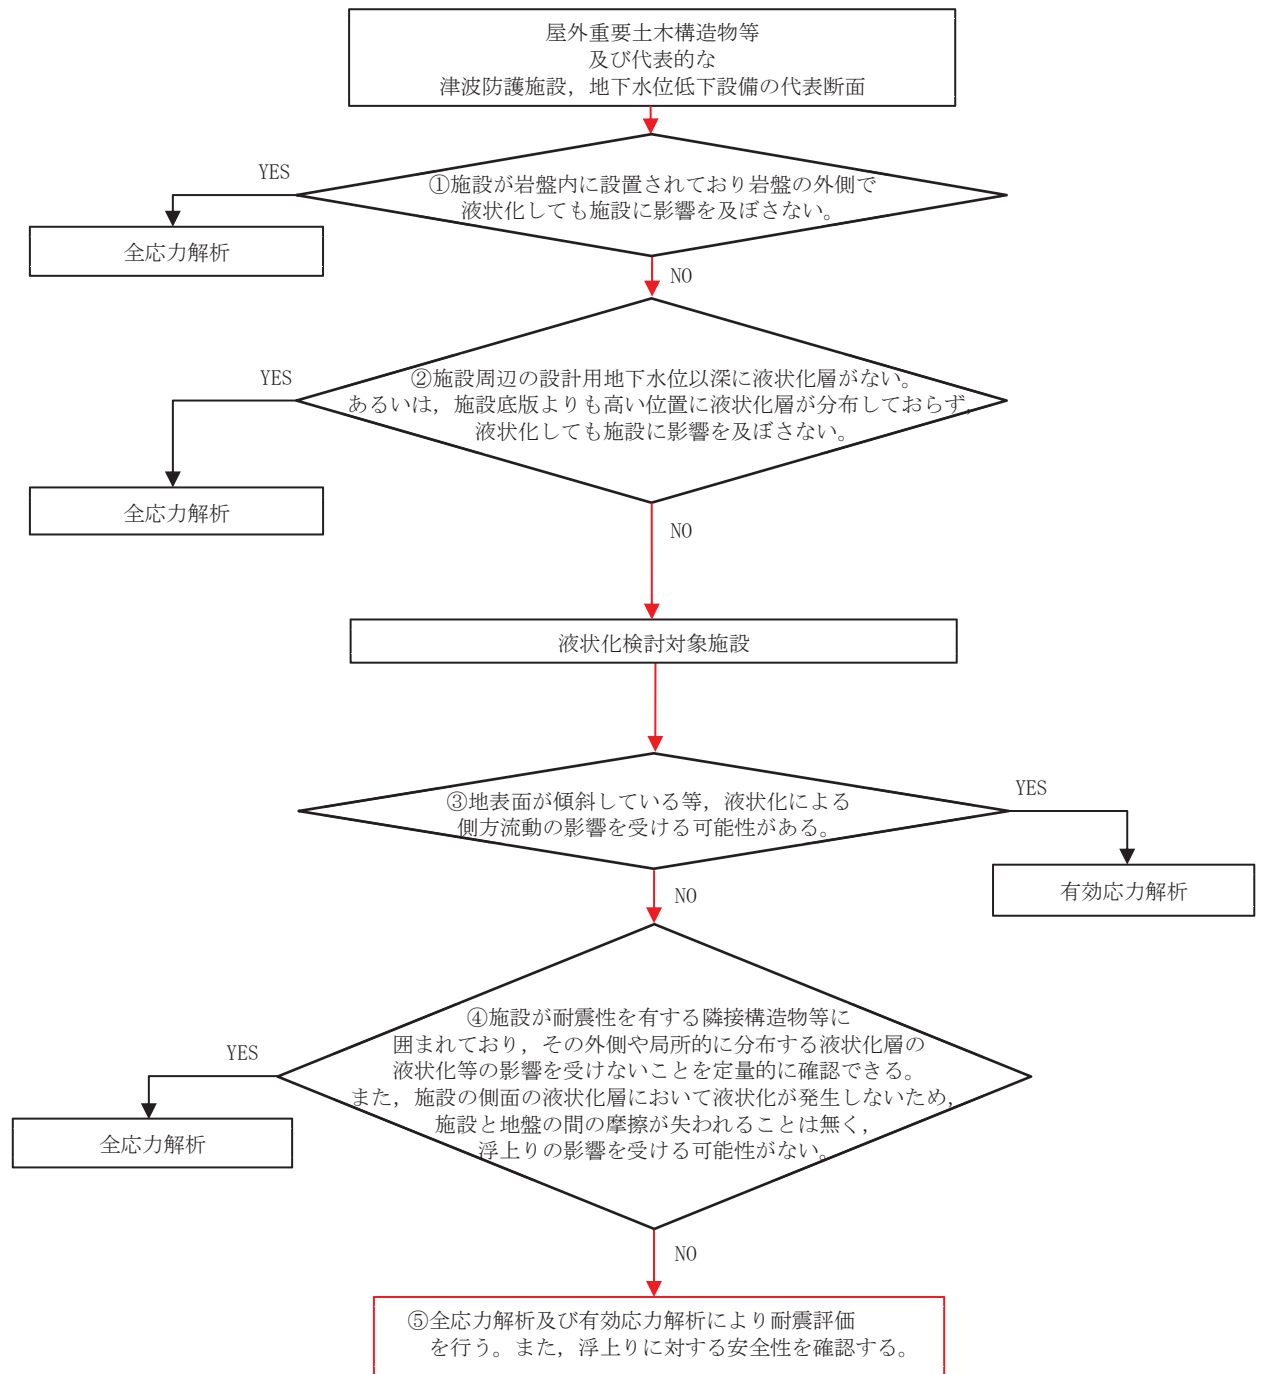 屋外重要土木構造物等
及び代表的な
津波防護施設，地下水位低下設備の代表断面
YES
①施設が岩盤内に設置されており岩盤の外側で
液状化しても施設に影響を及ぼさない。
全応力解析
NO
YES
②施設周辺の設計用地下水位以深に液状化層がない。
あるいは，施設底版よりも高い位置に液状化層が分布しておらず，
液状化しても施設に影響を及ぼさない。
全応力解析
NO
液状化検討対象施設
YES
③地表面が傾斜している等，液状化による
側方流動の影響を受ける可能性がある。
有効応力解析
NO
④施設が耐震性を有する隣接構造物等に
囲まれており，その外側や局所的に分布する液状化層の
液状化等の影響を受けないことを定量的に確認できる。
また，施設の側面の液状化層において液状化が発生しないため，
施設と地盤の間の摩擦が失われることは無く，
浮上りの影響を受ける可能性がない。
YES
全応力解析
NO
⑤全応力解析及び有効応力解析により耐震評価
を行う。また，浮上りに対する安全性を確認する。